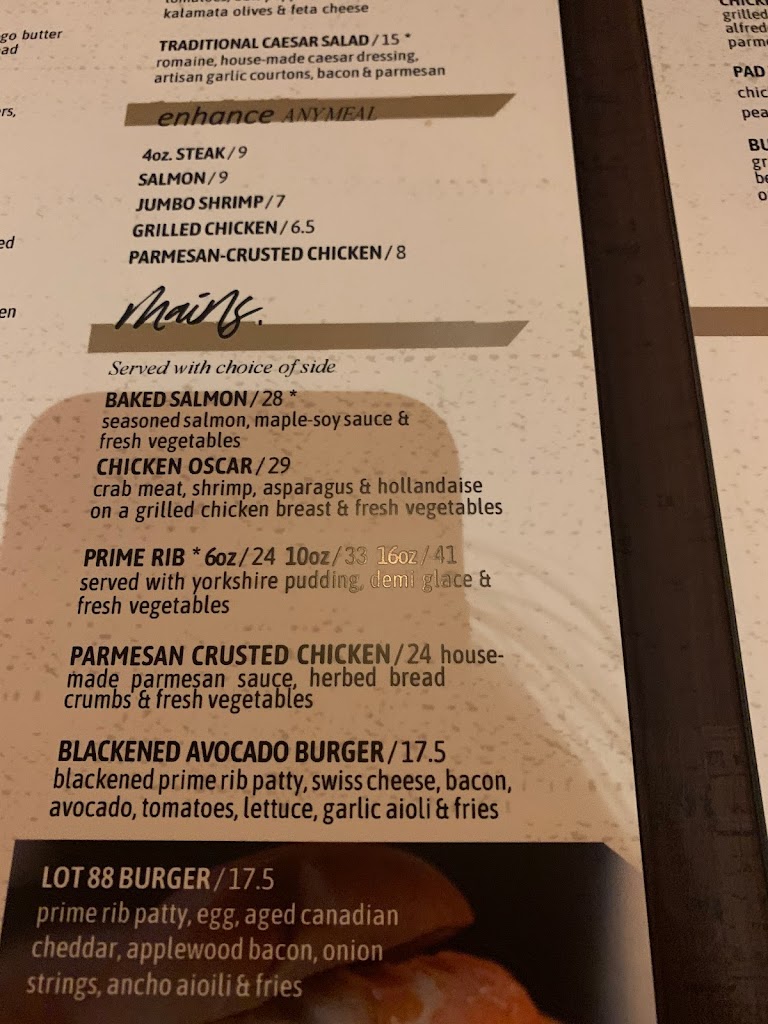 kalamata olives & feta cheese
TRADITIONAL CAESAR SALAD / 15 *
romaine, house-made caesar dressing,
artisan garlic courtons, bacon & parmesan
enhance ANY MEAL
4oz. STEAK / 9
SALMON / 9
JUMBO SHRIMP / 7
GRILLED CHICKEN / 6.5
PARMESAN-CRUSTED CHICKEN / 8
mains.
Served with choice of side
BAKED SALMON / 28 *
seasoned salmon, maple-soy sauce &
fresh vegetables
CHICKEN OSCAR / 29
crab meat, shrimp, asparagus & hollandaise
on a grilled chicken breast & fresh vegetables
PRIME RIB * 6oz / 24 10oz / 33 16oz / 41
served with yorkshire pudding, demi glace &
fresh vegetables
PARMESAN CRUSTED CHICKEN / 24 house-
made parmesan sauce, herbed bread
crumbs & fresh vegetables
BLACKENED AVOCADO BURGER / 17.5
blackened prime rib patty, swiss cheese, bacon,
avocado, tomatoes, lettuce, garlic aioli & fries
LOT 88 BURGER / 17.5
prime rib patty, egg, aged canadian
cheddar, applewood bacon, onion
strings, ancho aioili & fries
butter
grilled
PAD